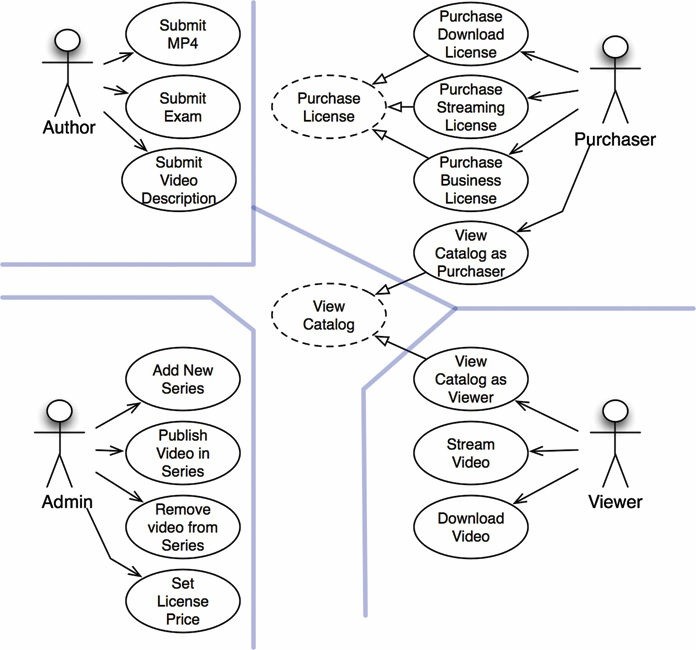 Submit
MP4
Submit
Exam
Submit
Video
Description
Author
Purchase
Download
License
Purchase
License
Purchase
Streaming
License
Purchase
Business
License
Purchaser
View
Catalog as
Purchaser
View
Catalog
Add New
Series
Publish
Video in
Series
Remove
video from
Series
Set
License
Price
Admin
View
Catalog as
Viewer
Stream
Video
Download
Video
Viewer